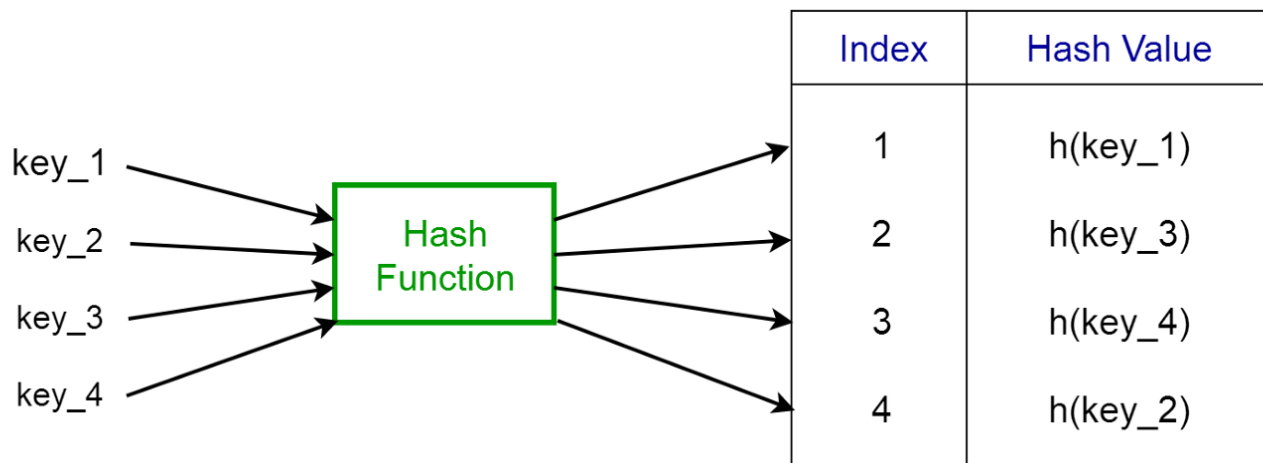 key_1
key_2
key_3
key_4
Hash
Function
Index Hash Value
1 h(key_1)
2 h(key_3)
3 h(key_4)
4 h(key_2)